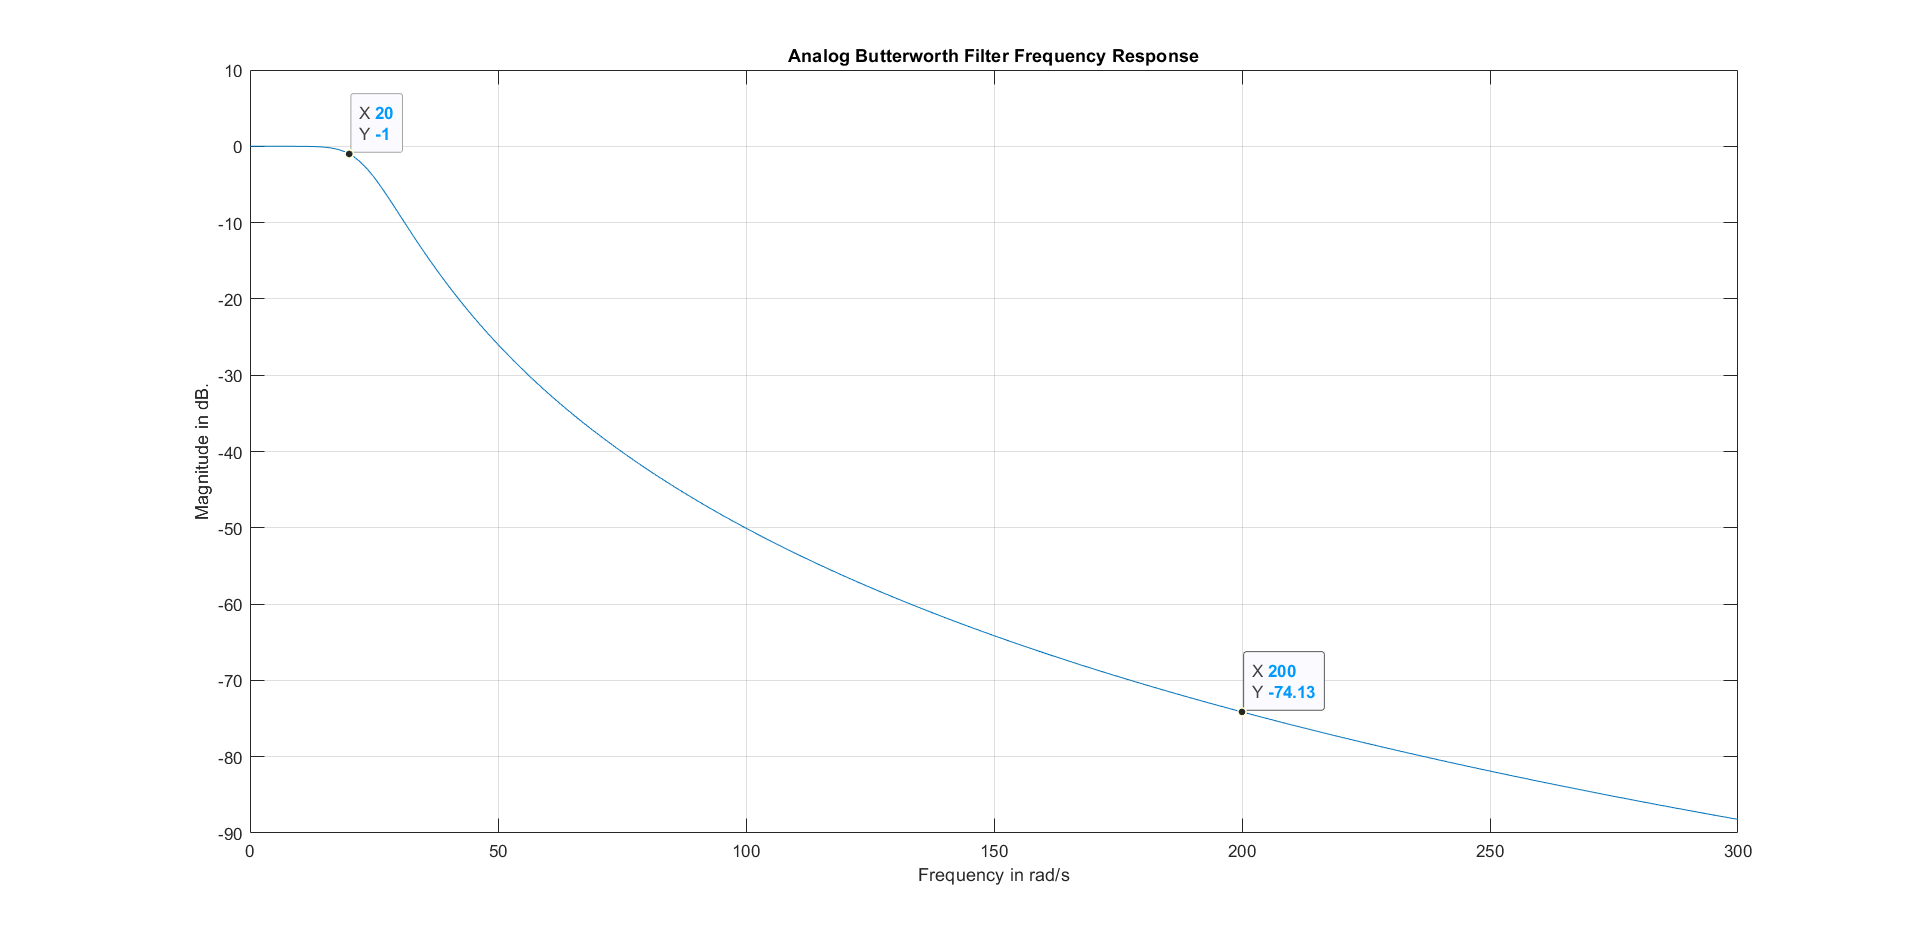 Analog Butterworth Filter Frequency Response
10
0
-10
-20
-30
-40
-50
-60
-70
-80
-90
Magnitude in dB.
X 20
Y -1
X 200
Y -74.13
0 50 100 150 200 250 300
Frequency in rad/s